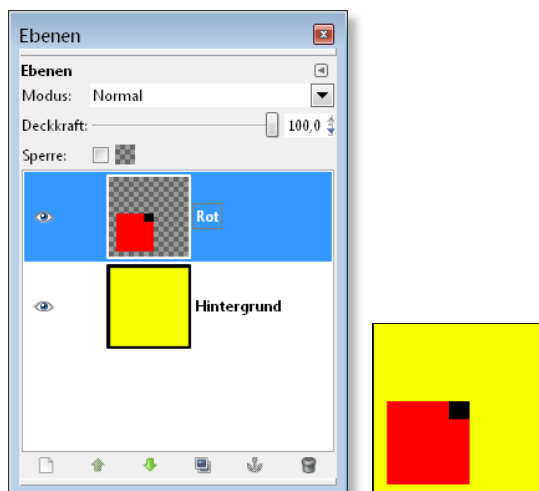 Ebenen
Ebenen
Modus: Normal
Deckkraft: 100,0
Sperre:
Rot
Hintergrund